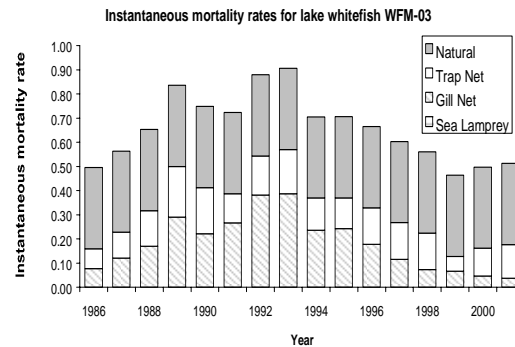 Instantaneous mortality rates for lake whitefish WFM-03
Instantaneous mortality rate
1.00
0.90
0.80
0.70
0.60
0.50
0.40
0.30
0.20
0.10
0.00
Natural
Trap Net
Gill Net
Sea Lamprey
1986 1988 1990 1992 1994 1996 1998 2000
Year